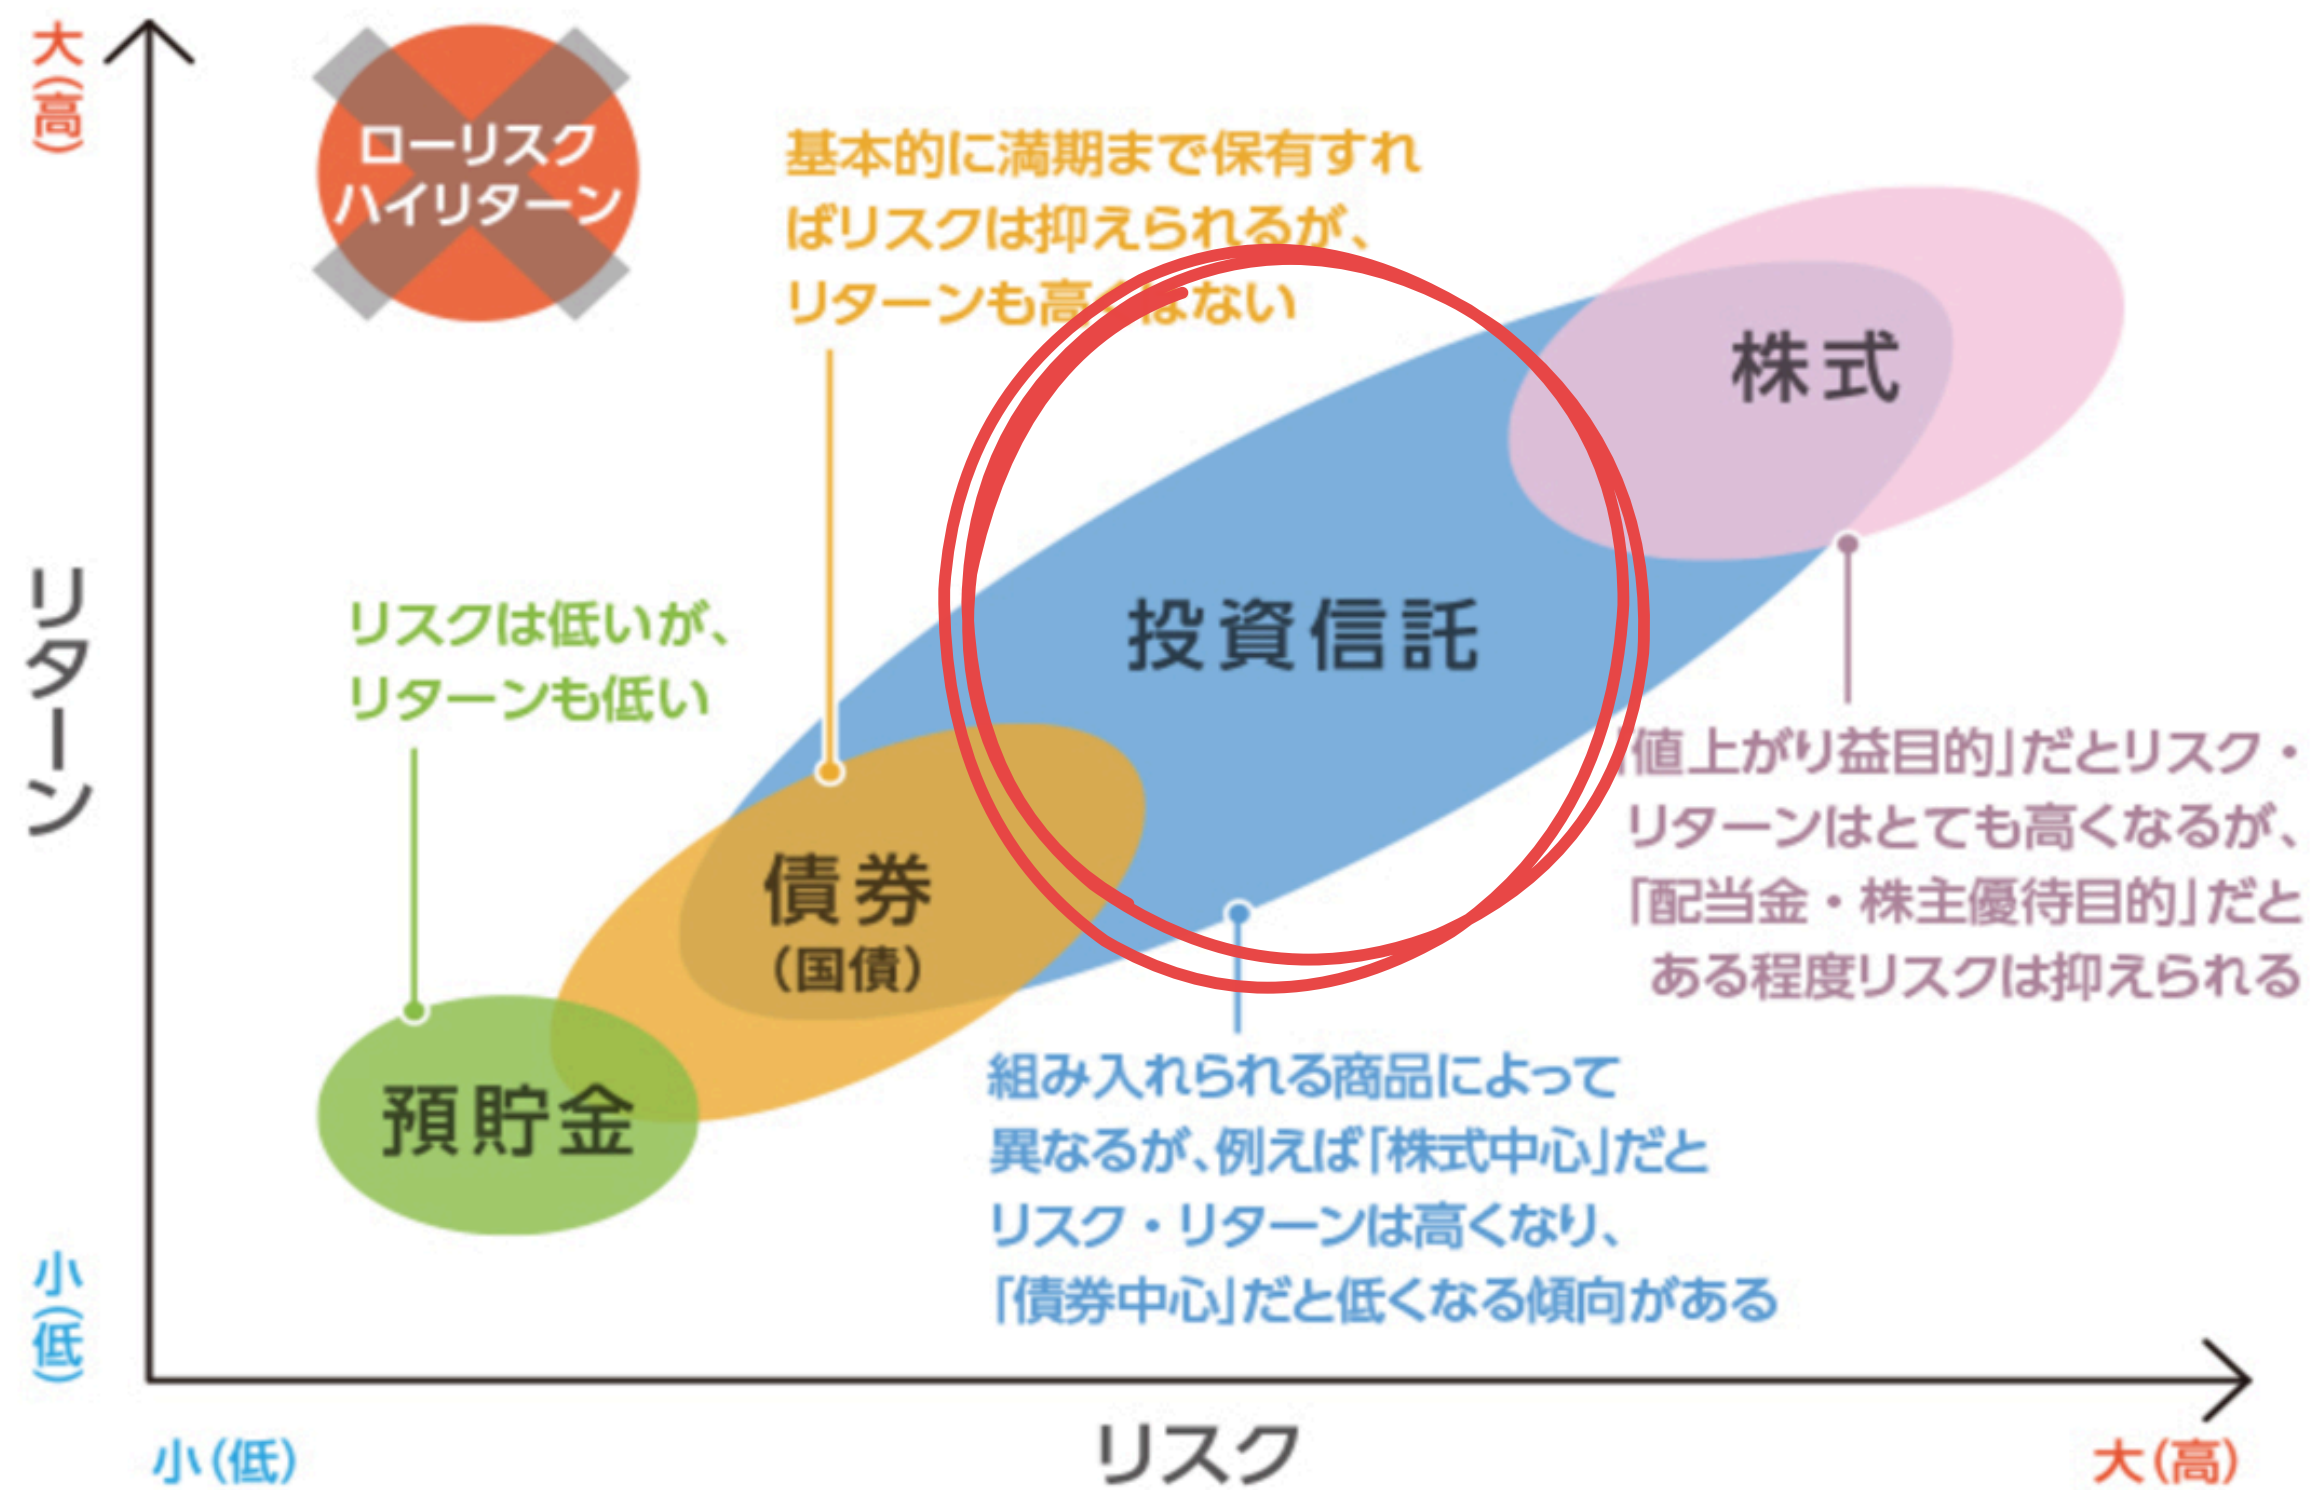 大(高)
ローリスク
ハイリターン
基本的に満期まで保有すれ
ばリスクは抑えられるが、
リターンも高くはない
株式
リターン
リスクは低いが、
リターンも低い
投資信託
「値上がり益目的」だとリスク・
リターンはとても高くなるが、
「配当金・株主優待目的」だと
ある程度リスクは抑えられる
債券
(国債)
預貯金
組み入れられる商品によって
異なるが、例えば「株式中心」だと
リスク・リターンは高くなり、
「債券中心」だと低くなる傾向がある
小(低)
小(低)
リスク
大(高)